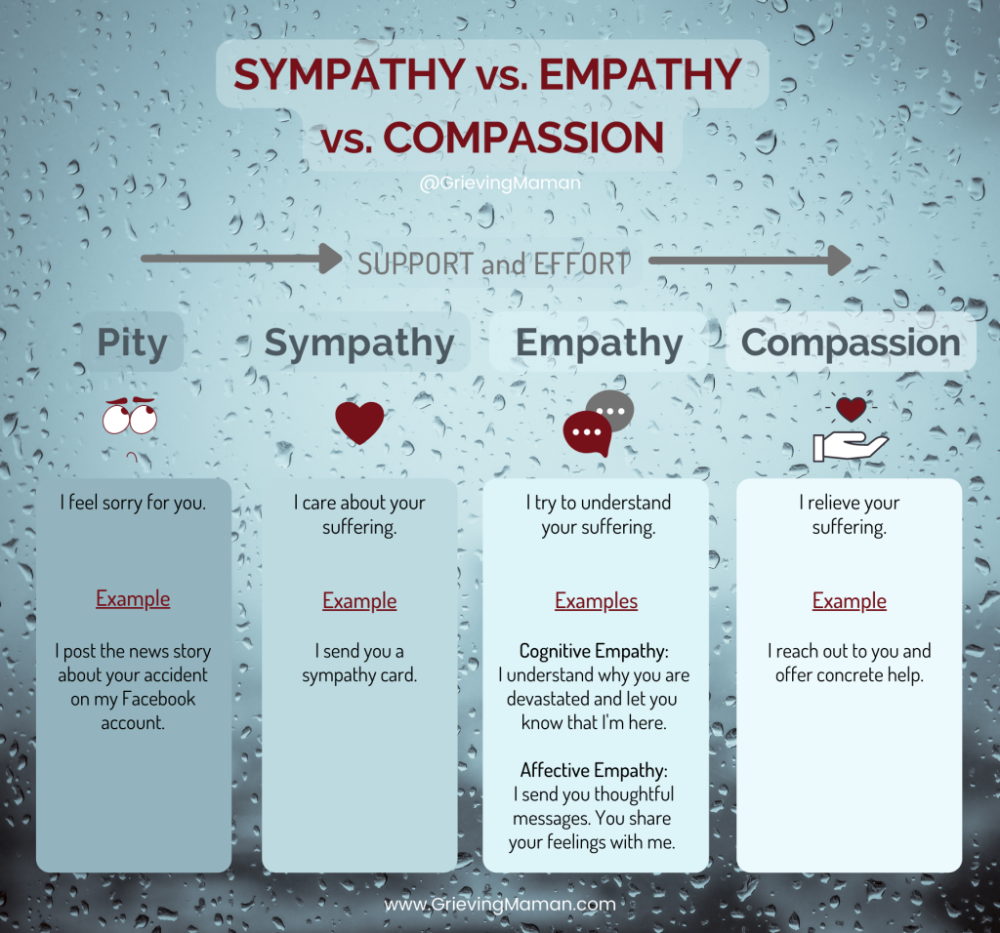 SYMPATHY vs. EMPATHY
vs. COMPASSION
@GrievingMaman
SUPPORT and EFFORT
Pity
Sympathy
Empathy
Compassion
I feel sorry for you.
Example
I post the news story
about your accident
on my Facebook
account.
I care about your
suffering.
Example
I send you a
sympathy card.
I try to understand
your suffering.
Examples
Cognitive Empathy:
I understand why you are
devastated and let you
know that I'm here.
Affective Empathy:
I send you thoughtful
messages. You share
your feelings with me.
I relieve your
suffering.
Example
I reach out to you and
offer concrete help.
www.GrievingMaman.com